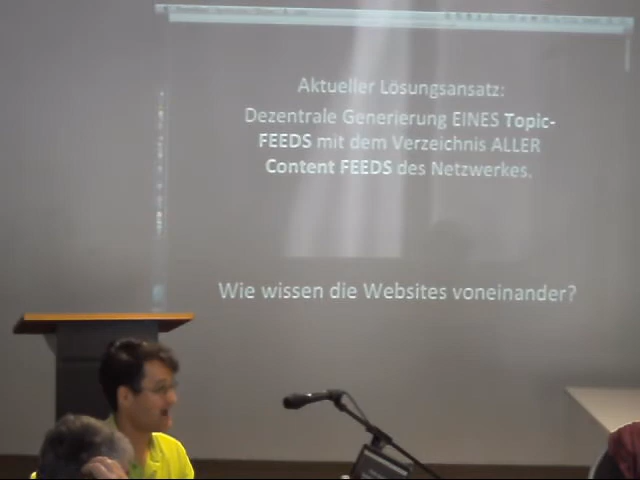 Aktueller Lösungsansatz:
Dezentrale Generierung EINES Topic-
FEEDS mit dem Verzeichnis ALLER
Content FEEDS des Netzwerkes.
Wie wissen die Websites voneinander?